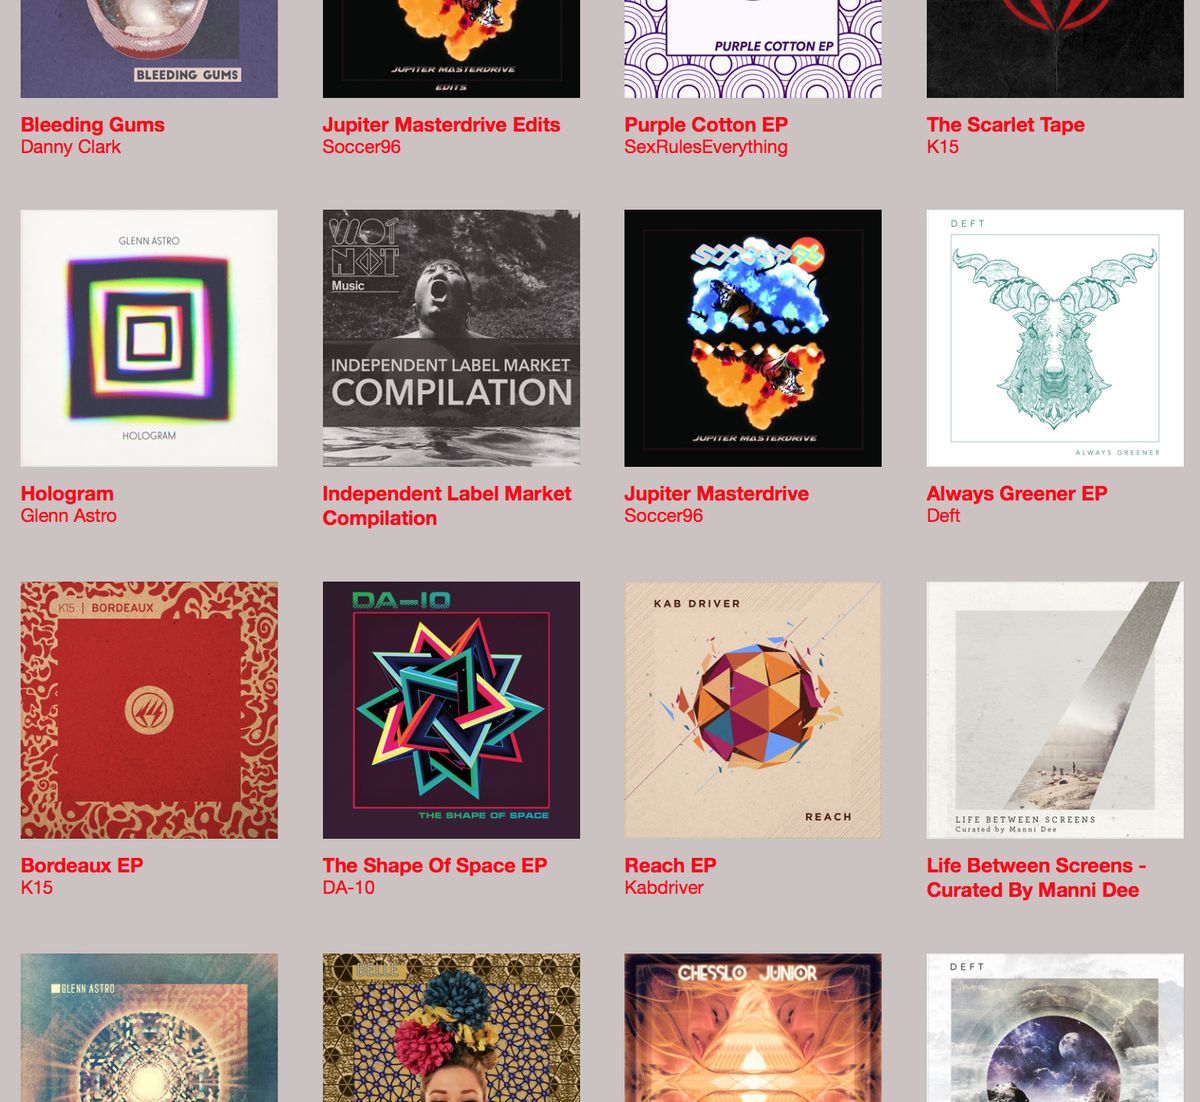 BLEEDING GUMS
JUPITER MASTERDRIVE
EDITS
PURPLE COTTON EP
Bleeding Gums
Danny Clark
Jupiter Masterdrive Edits
Soccer96
Purple Cotton EP
SexRulesEverything
The Scarlet Tape
K15
GLENN ASTRO
HOLOGRAM
WOT
NOT
Music
INDEPENDENT LABEL MARKET
COMPILATION
SOCCER96
JUPITER MASTERDRIVE
DEFT
ALWAYS GREENER
Hologram
Glenn Astro
Independent Label Market
Compilation
Jupiter Masterdrive
Soccer96
Always Greener EP
Deft
K15 | BORDEAUX
DA-10
THE SHAPE OF SPACE
KAB DRIVER
REACH
LIFE BETWEEN SCREENS
Curated by Manni Dee
Bordeaux EP
K15
The Shape Of Space EP
DA-10
Reach EP
Kabdriver
Life Between Screens -
Curated By Manni Dee
GLENN ASTRO
BELLE
CHESSLO JUNIOR
DEFT